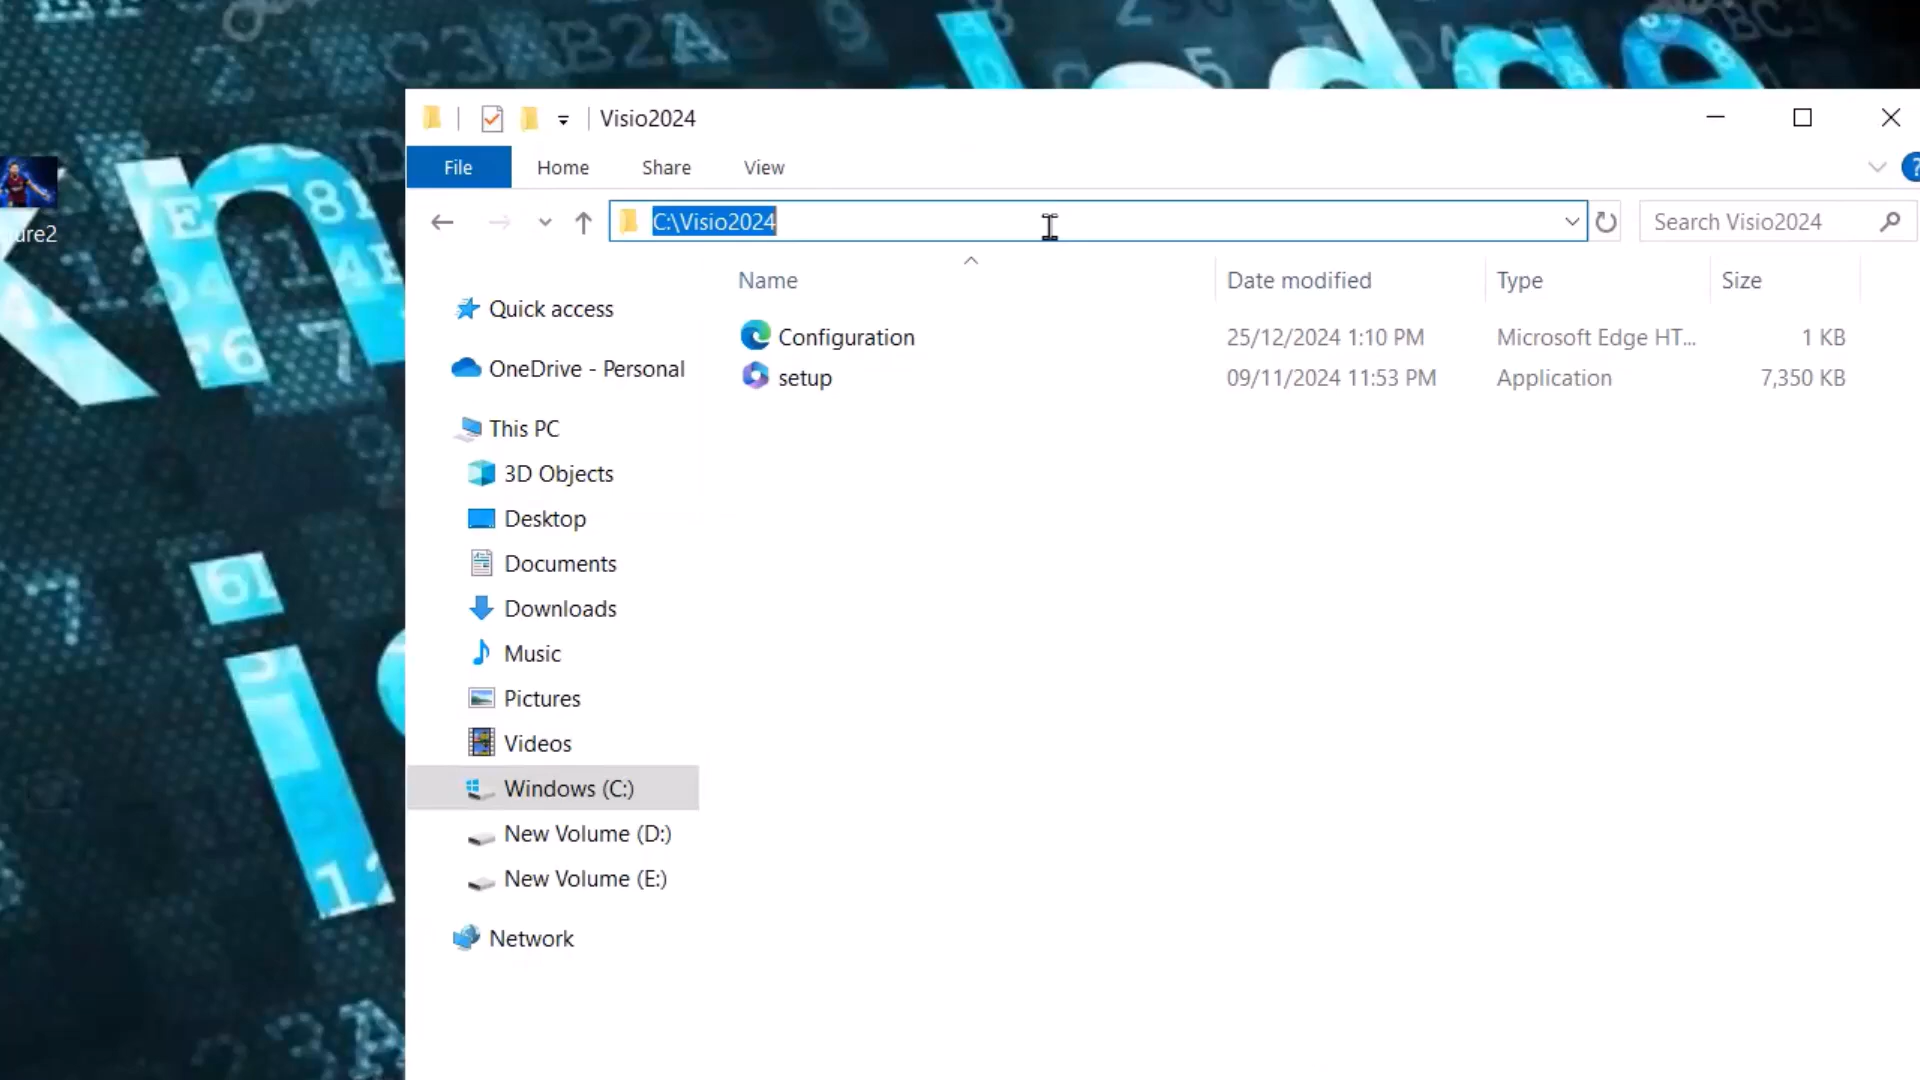 Visio2024
File Home Share View
C:\Visio2024
Search Visio2024
Name Date modified Type Size
Configuration 25/12/2024 1:10 PM Microsoft Edge HT... 1 KB
setup 09/11/2024 11:53 PM Application 7,350 KB
Quick access
OneDrive - Personal
This PC
3D Objects
Desktop
Documents
Downloads
Music
Pictures
Videos
Windows (C:)
New Volume (D:)
New Volume (E:)
Network
ure2